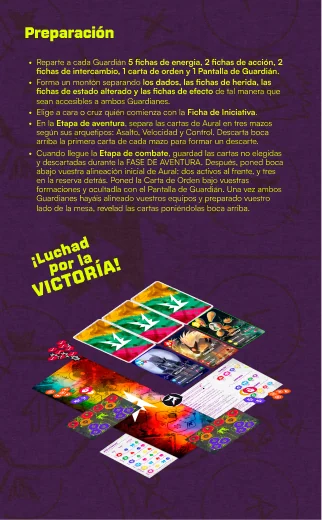 Preparación
• Reparte a cada Guardián 5 fichas de energía, 2 fichas de acción, 2
fichas de intercambio, 1 carta de orden y 1 Pantalla de Guardián.
• Forma un montón separando los dados, las fichas de herida, las
fichas de estado alterado y las fichas de efecto de tal manera que
sean accesibles a ambos Guardianes.
• Elige a cara o cruz quién comienza con la Ficha de Iniciativa.
• En la Etapa de aventura, separa las cartas de Aural en tres mazos
según sus arquetipos: Asalto, Velocidad y Control. Descarta boca
arriba la primera carta de cada mazo para formar un descarte.
• Cuando llegue la Etapa de combate, guardad las cartas no elegidas
y descartadas durante la FASE DE AVENTURA. Después, poned boca
abajo vuestra alineación inicial de Aural: dos activos al frente, y tres
en la reserva detrás. Poned la Carta de Orden bajo vuestras
formaciones y ocultadla con el Pantalla de Guardián. Una vez ambos
Guardianes hayáis alineado vuestros equipos y preparado vuestro
lado de la mesa, revelad las cartas poniéndolas boca arriba.
¡Luchad
por la
VICTORÍA!